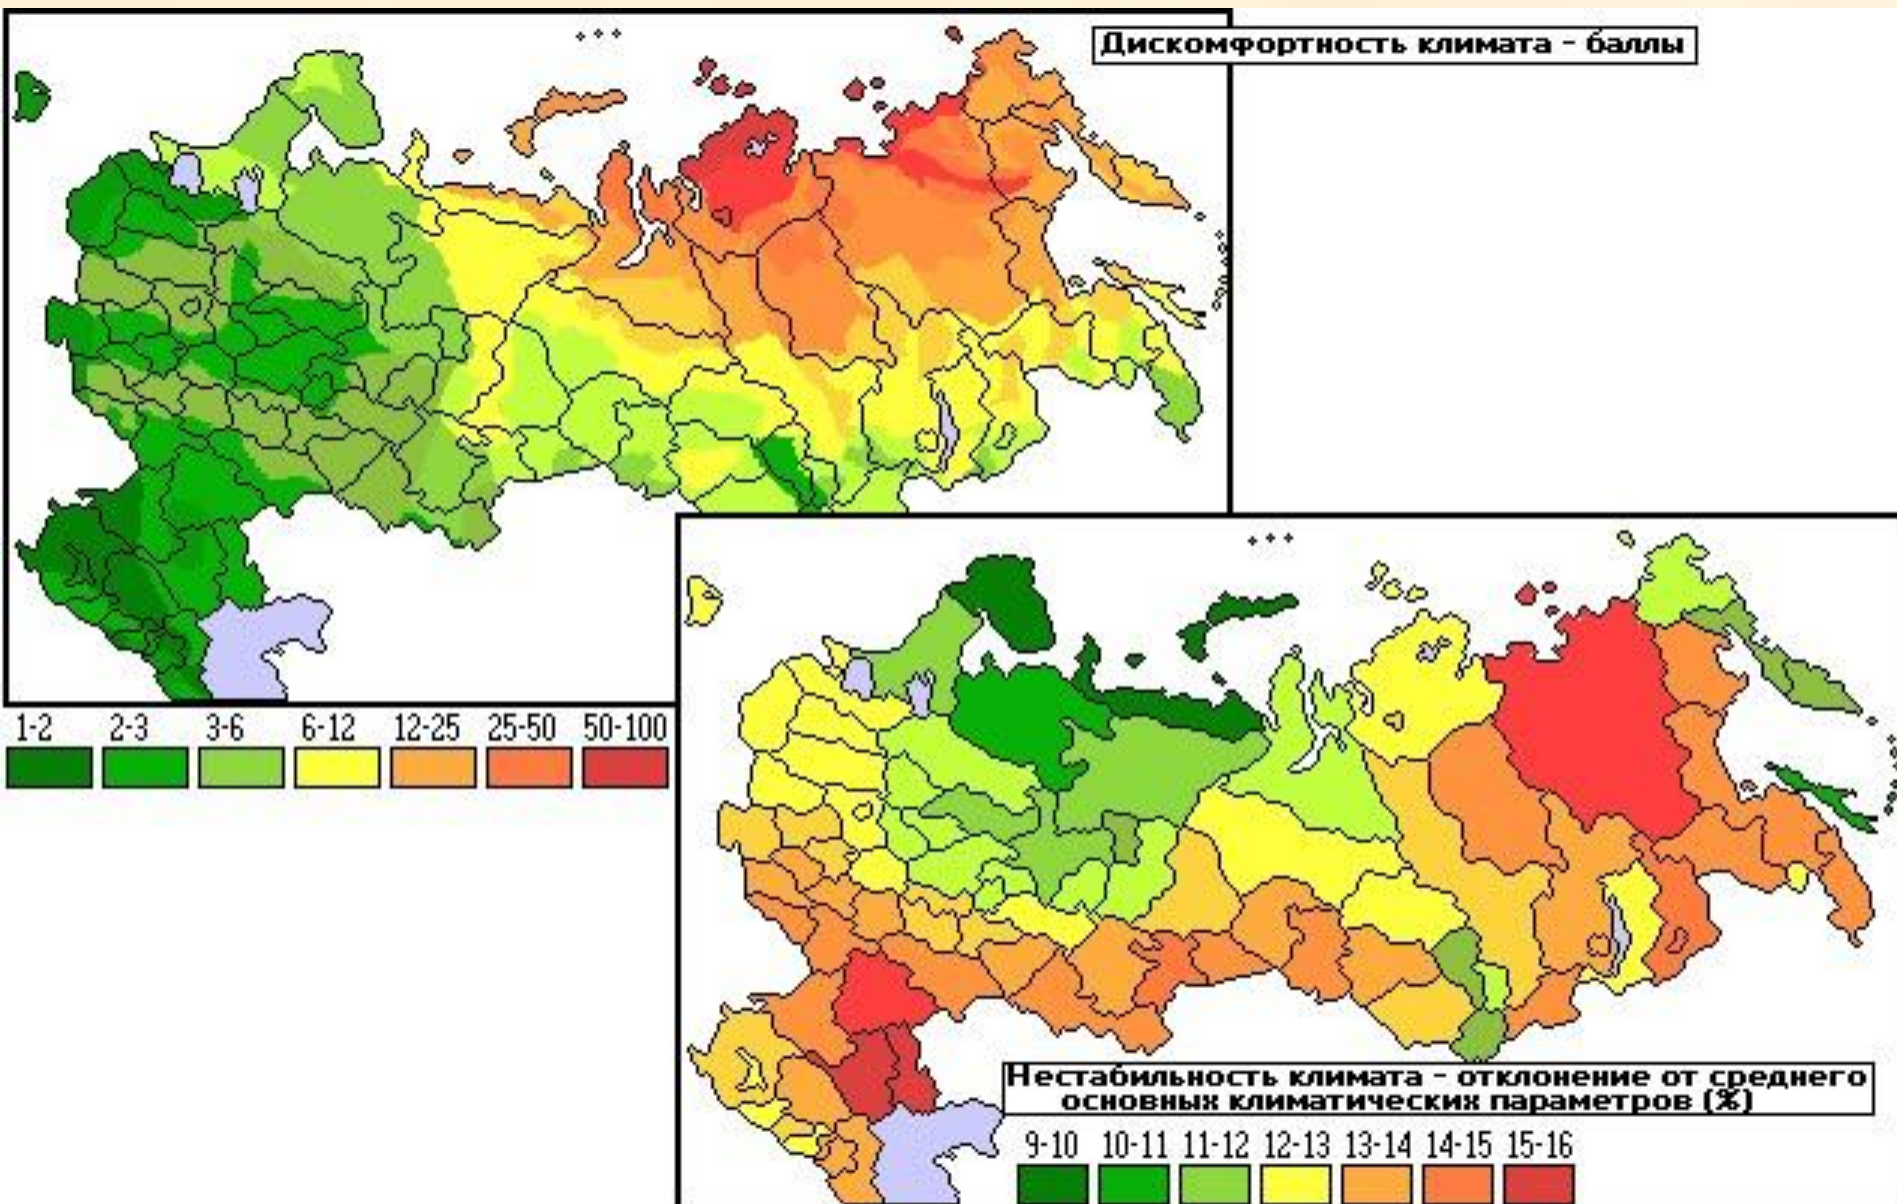 Дискомфортность климата - баллы
1-2 2-3 3-6 6-12 12-25 25-50 50-100
Нестабильность климата - отклонение от среднего
основных климатических параметров (%)
9-10 10-11 11-12 12-13 13-14 14-15 15-16